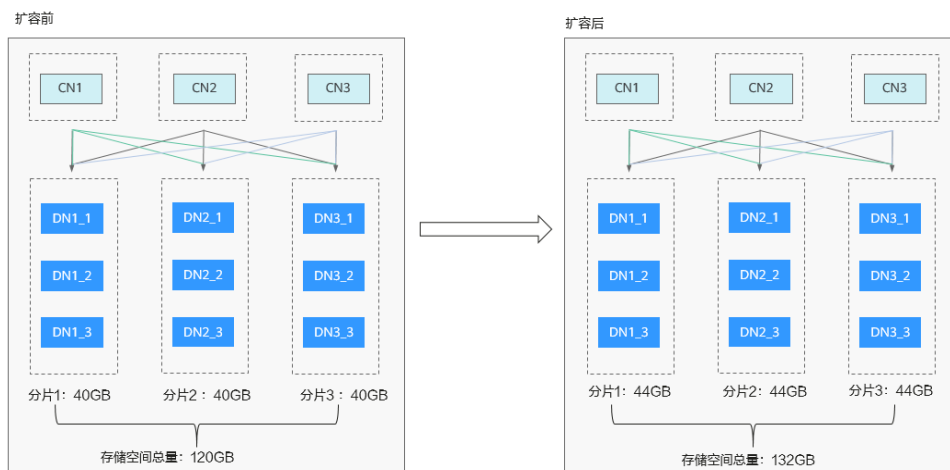 扩容前
CN1
CN2
CN3
DN1_1
DN2_1
DN3_1
DN1_2
DN2_2
DN3_2
DN1_3
DN2_3
DN3_3
分片1：40GB
分片2 ：40GB
分片3 ：40GB
存储空间总量：120GB
扩容后
CN1
CN2
CN3
DN1_1
DN2_1
DN3_1
DN1_2
DN2_2
DN3_2
DN1_3
DN2_3
DN3_3
分片1：44GB
分片2：44GB
分片3：44GB
存储空间总量：132GB